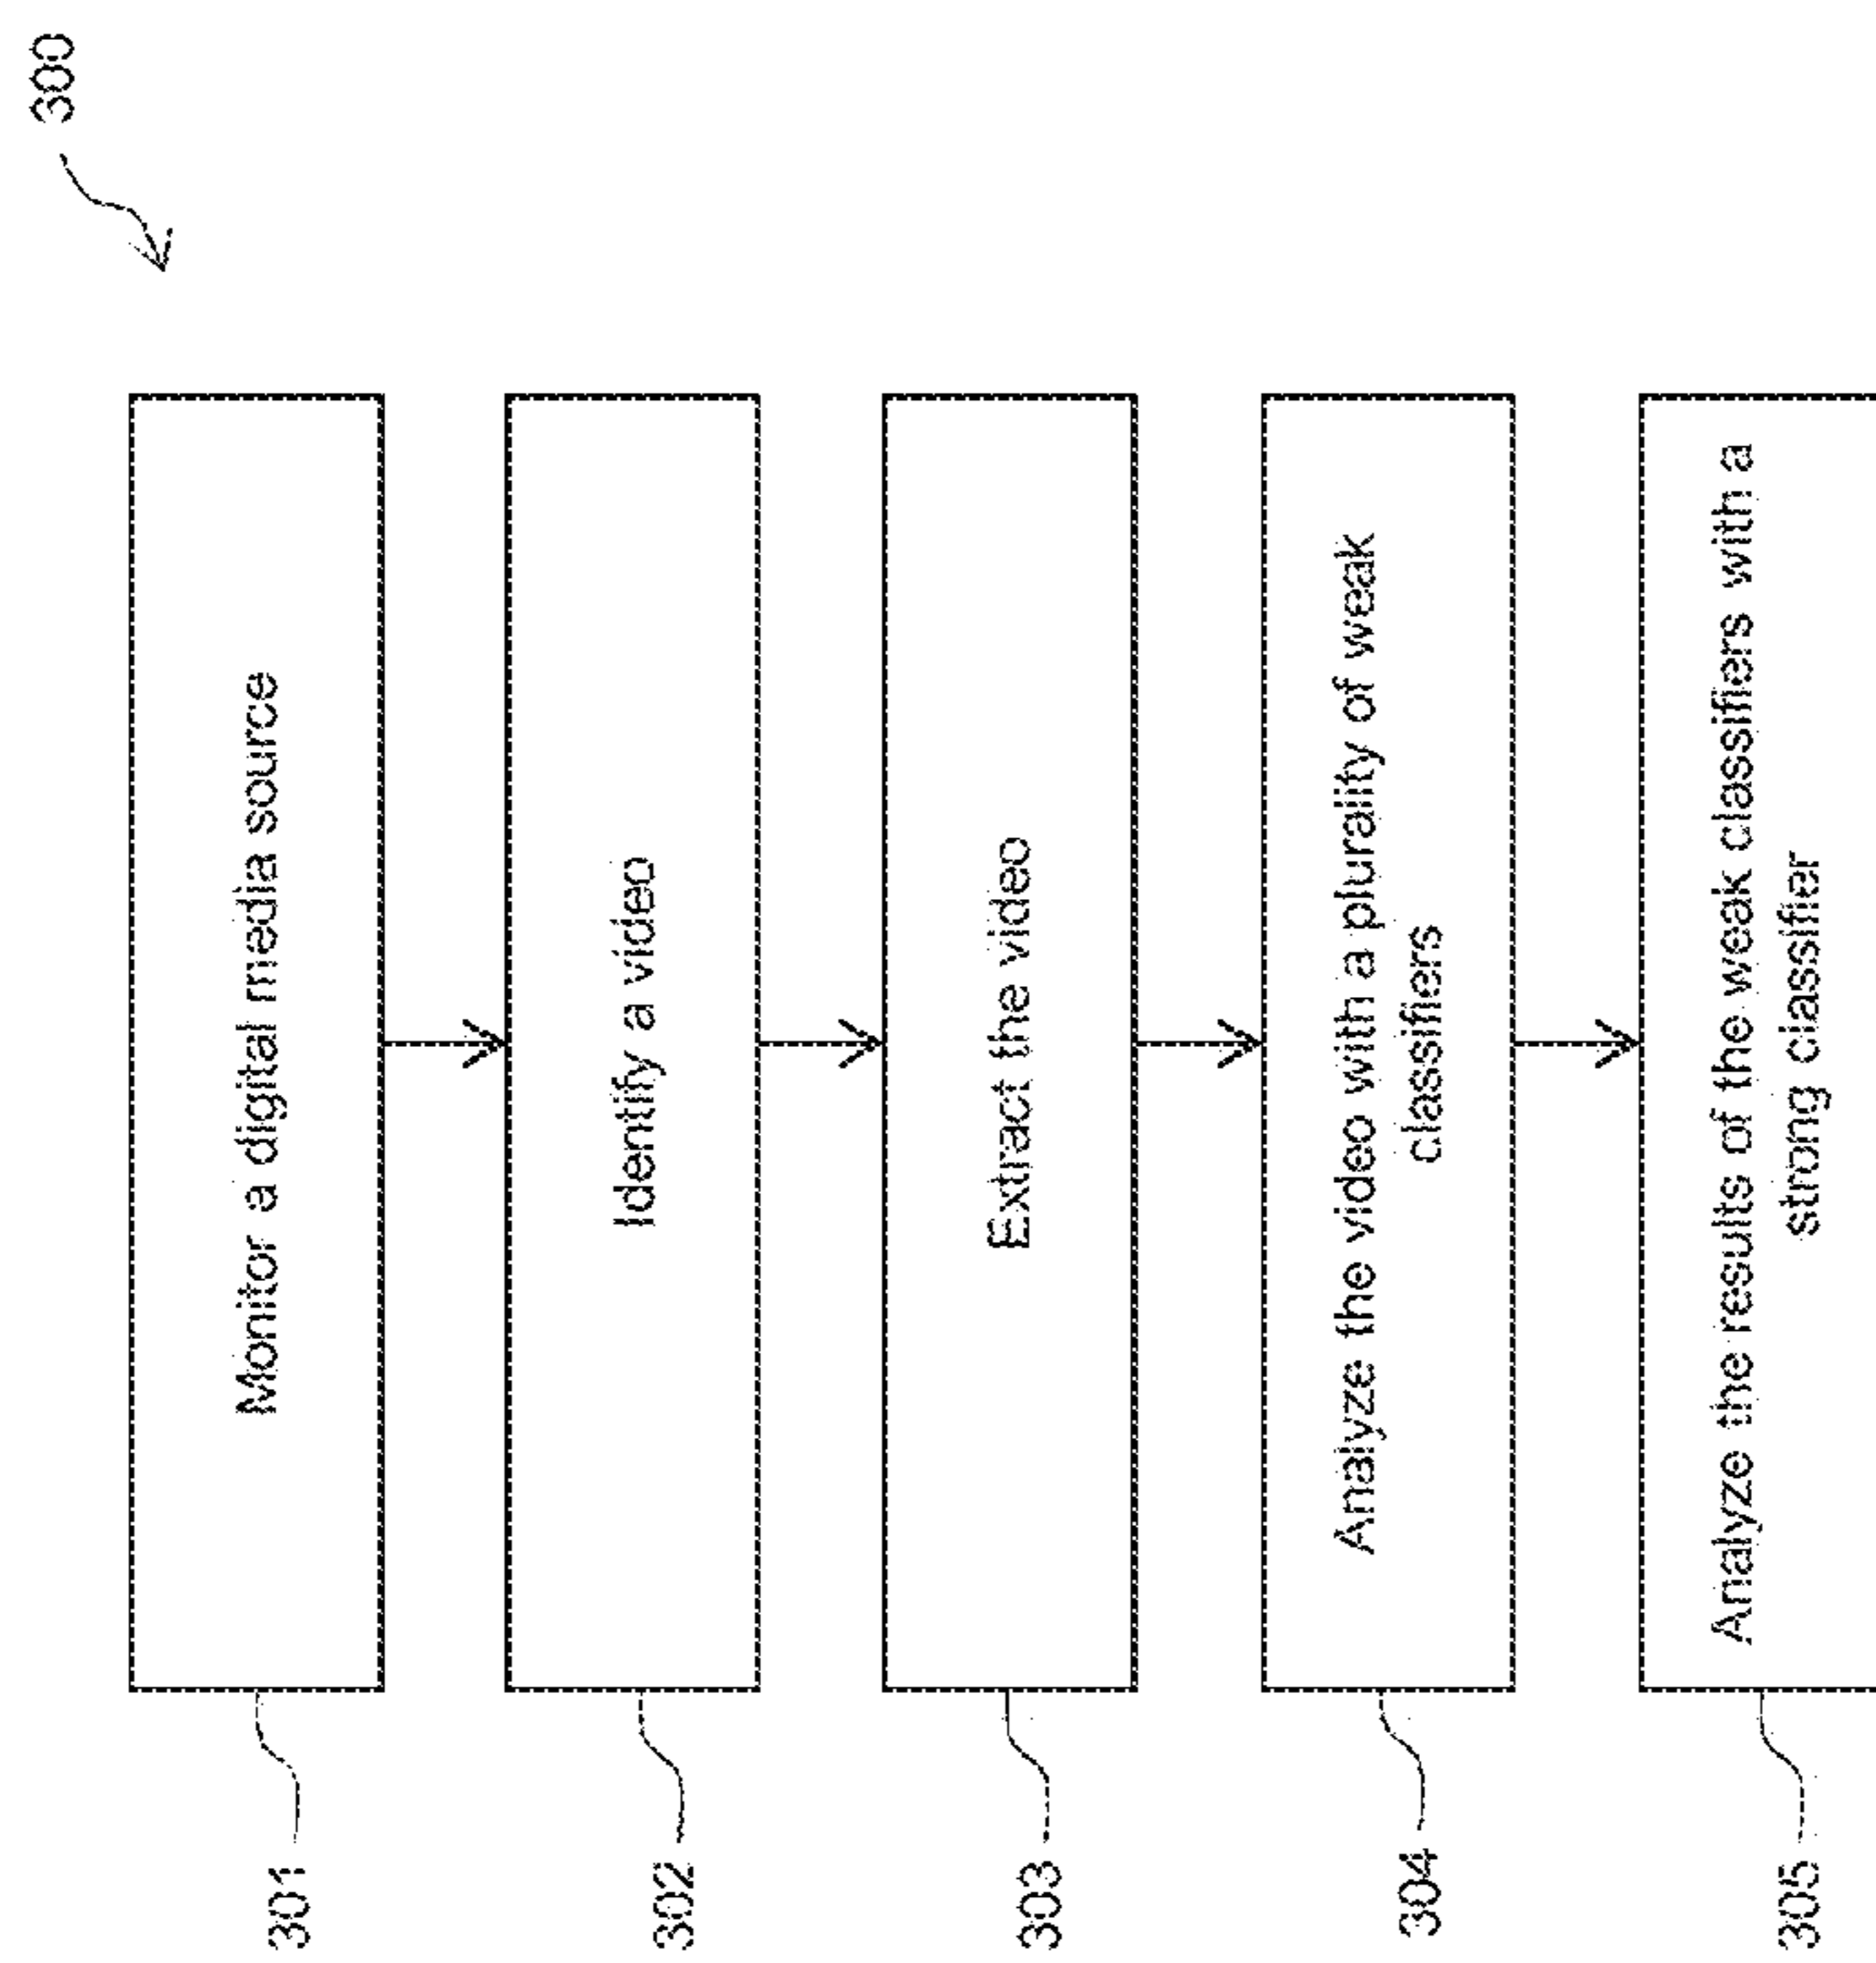 300
301
Monitor a digital media source
302
Identify a video
303
Extract the video
304
Analyze the video with a plurality of weak
classifiers
305
Analyze the results of the weak classifiers with a
strong classifier